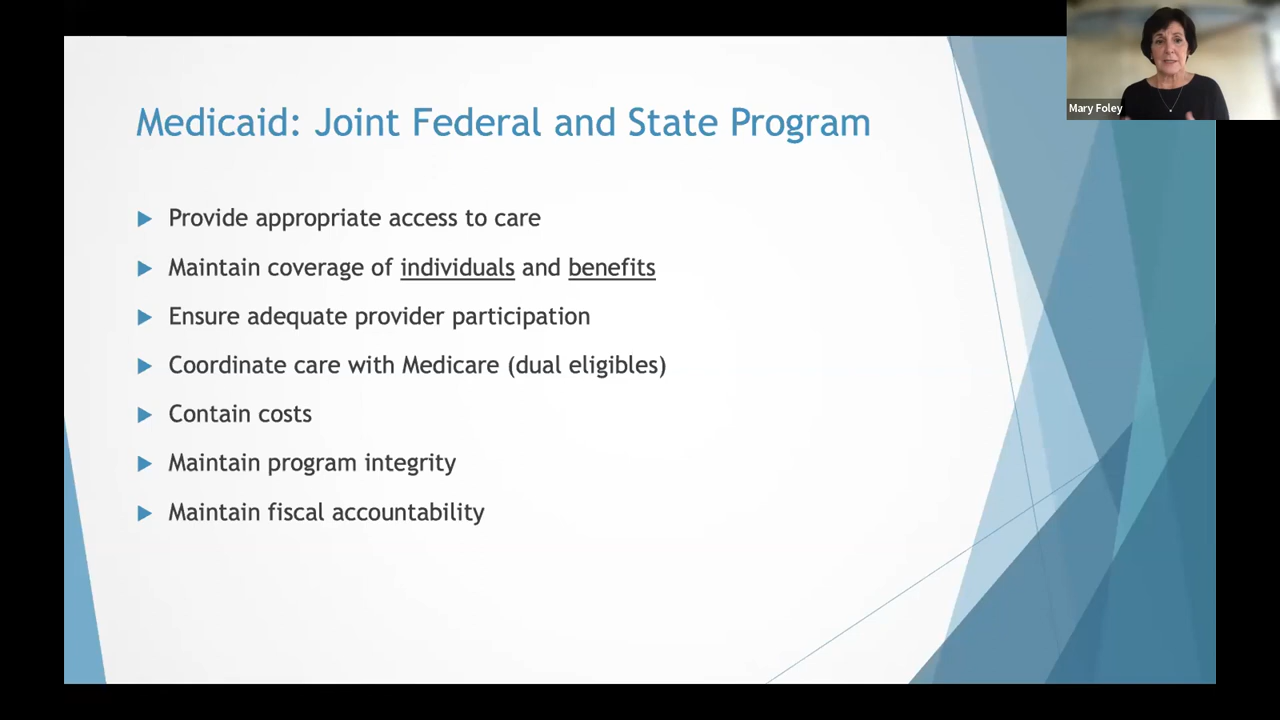 Medicaid: Joint Federal and State Program
Provide appropriate access to care
Maintain coverage of individuals and benefits
Ensure adequate provider participation
Coordinate care with Medicare (dual eligibles)
Contain costs
Maintain program integrity
Maintain fiscal accountability
Mary Foley